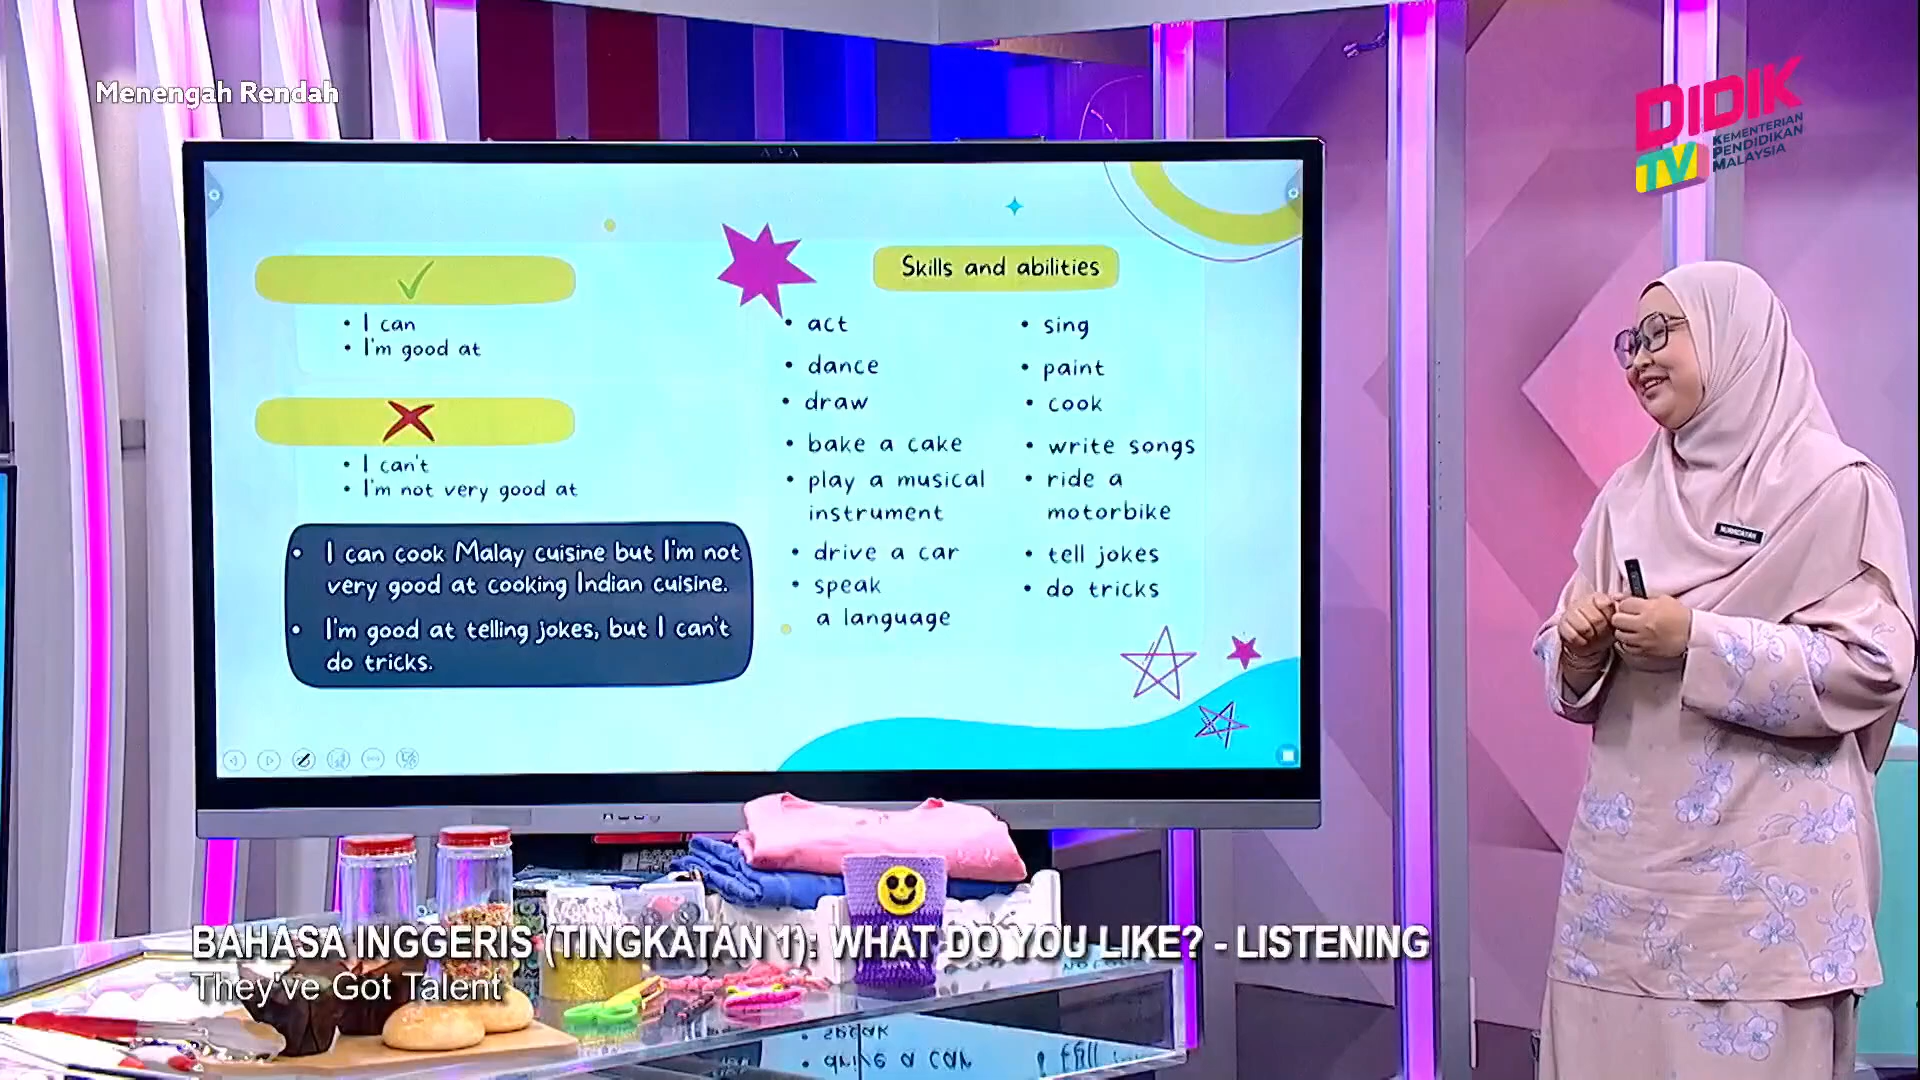 Menengah Rendah
DIDIK
TV
KEMENTERIAN
PENDIDIKAN
MALAYSIA
I can
I'm good at
I can't
I'm not very good at
I can cook Malay cuisine but I'm not
very good at cooking Indian cuisine.
I'm good at telling jokes, but I can't
do tricks.
Skills and abilities
act
dance
draw
bake a cake
play a musical
instrument
drive a car
speak
a language
sing
paint
cook
write songs
ride a
motorbike
tell jokes
do tricks
BAHASA INGGERIS (TINGKATAN 1): WHAT DO YOU LIKE? - LISTENING
They've Got Talent
speak
drive a car